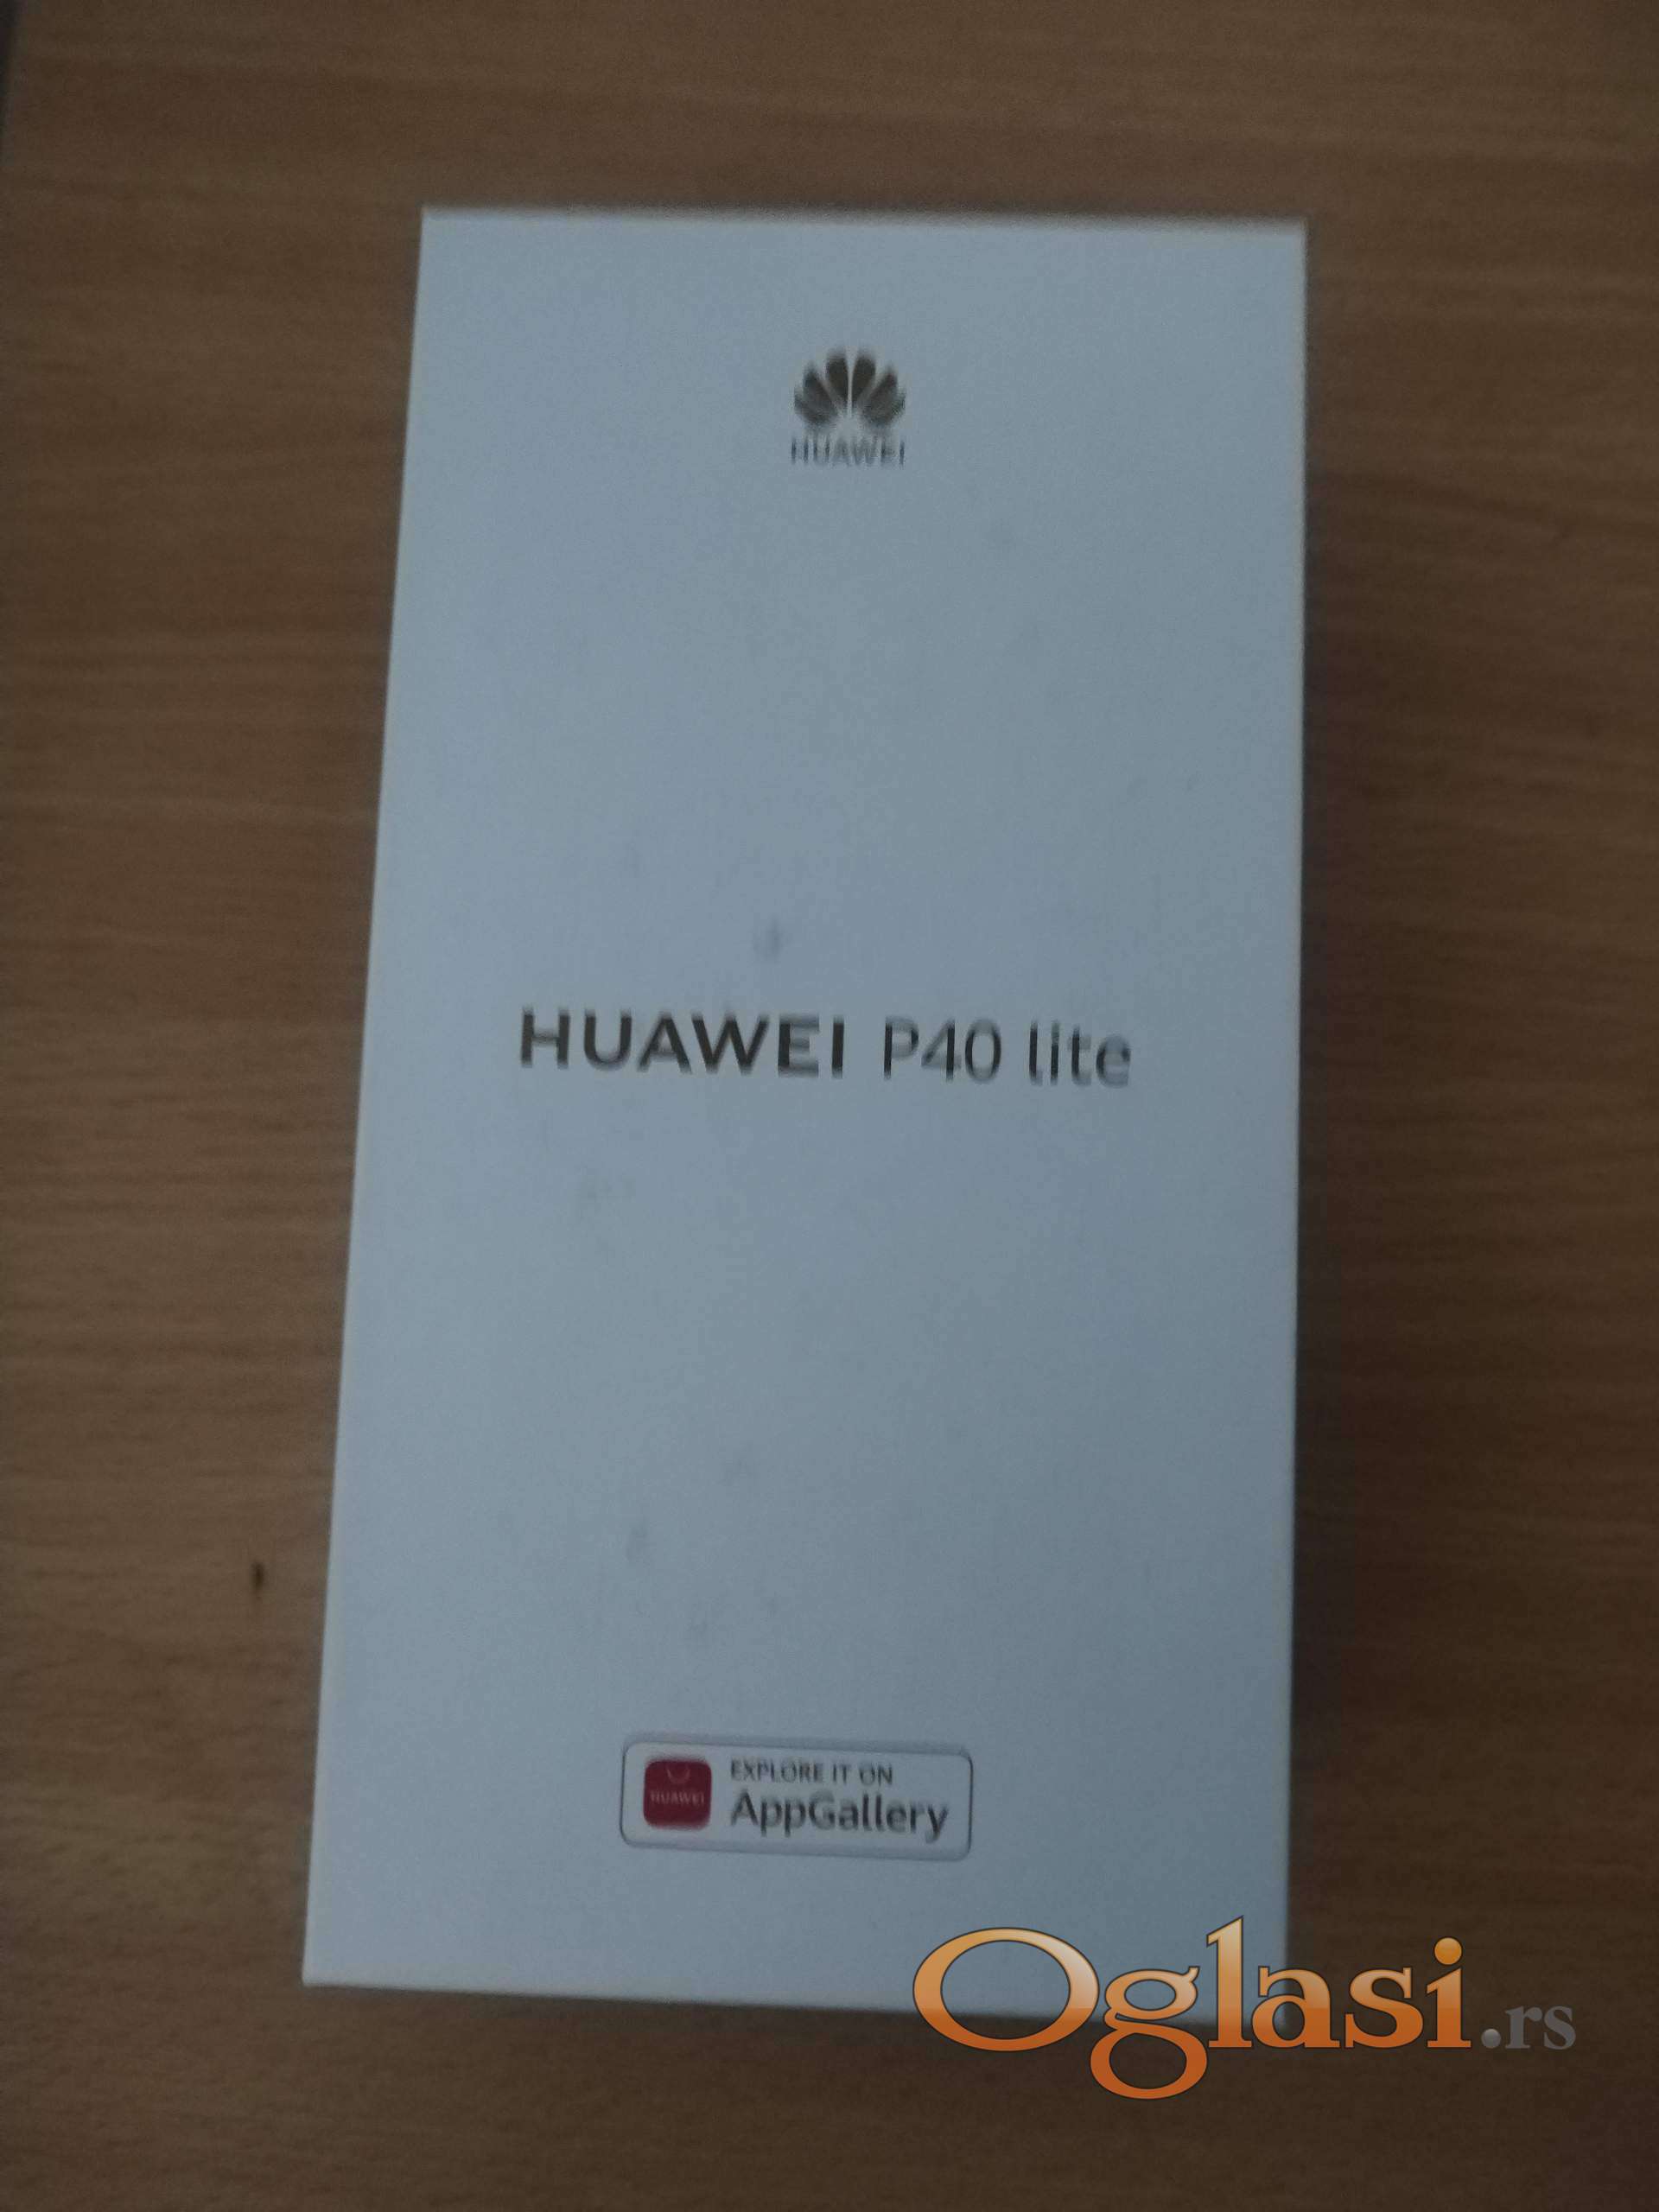 HUAWEI
HUAWEI P40 lite
HUAWEI
EXPLORE IT ON
AppGallery
Oglasi.rs